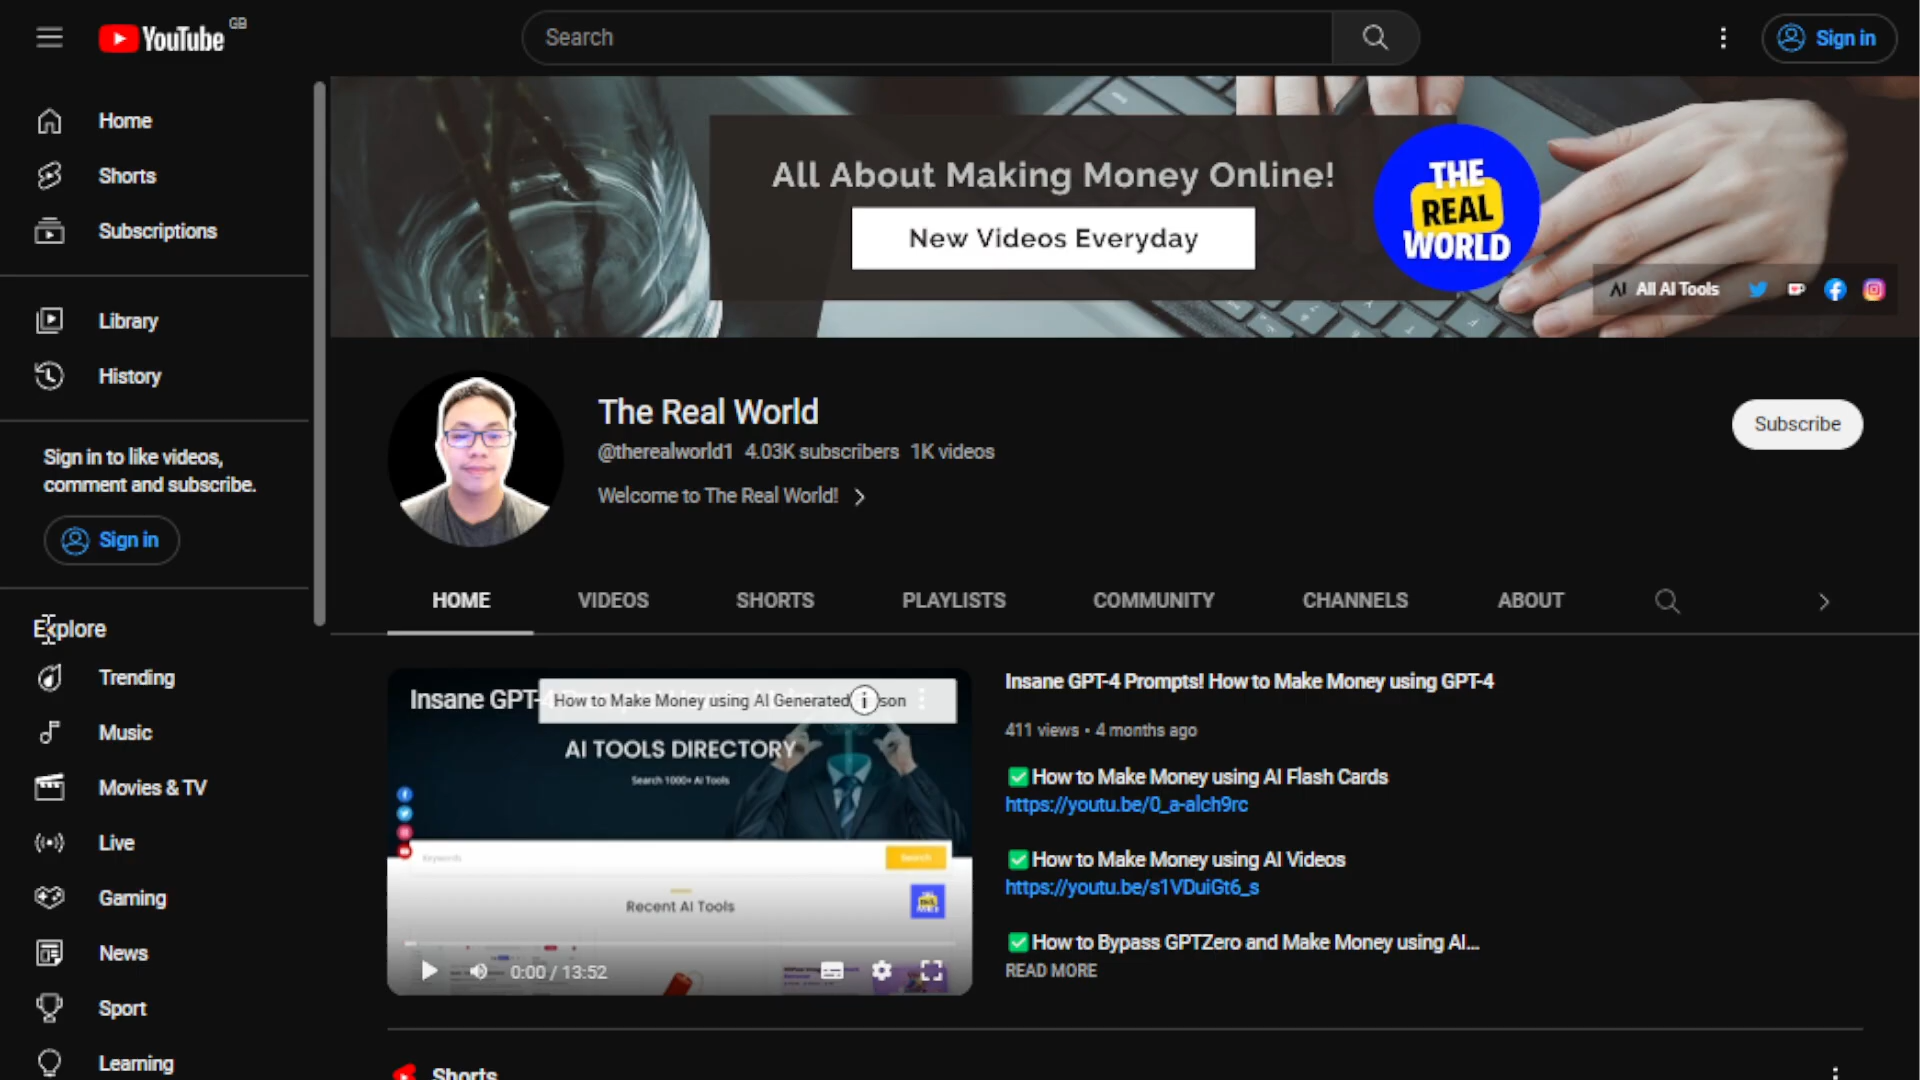 YouTube GB
Search
Sign in
Home
Shorts
Subscriptions
Library
History
Sign in to like videos,
comment and subscribe.
Sign in
Explore
Trending
Music
Movies & TV
Live
Gaming
News
Sport
Learning
All About Making Money Online!
New Videos Everyday
THE
REAL
WORLD
AI All AI Tools
The Real World
@therealworld1 4.03K subscribers 1K videos
Welcome to The Real World!
Subscribe
HOME
VIDEOS
SHORTS
PLAYLISTS
COMMUNITY
CHANNELS
ABOUT
Insane GPT-4
How to Make Money using AI Generated son
AI TOOLS DIRECTORY
Search 1000+ AI Tools
Keywords
Search
Recent AI Tools
0:00 / 13:52
Insane GPT-4 Prompts! How to Make Money using GPT-4
411 views • 4 months ago
✅How to Make Money using AI Flash Cards
https://youtu.be/0_a-alch9rc
✅How to Make Money using AI Videos
https://youtu.be/s1VDuiGt6_s
✅How to Bypass GPTZero and Make Money using AI...
READ MORE
Shorts